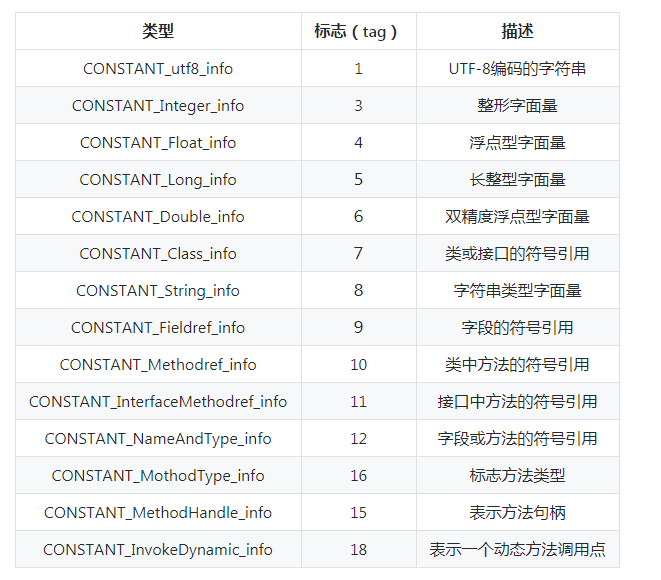 类型 标志（tag） 描述
CONSTANT_utf8_info 1 UTF-8编码的字符串
CONSTANT_Integer_info 3 整形字面量
CONSTANT_Float_info 4 浮点型字面量
CONSTANT_Long_info 5 长整型字面量
CONSTANT_Double_info 6 双精度浮点型字面量
CONSTANT_Class_info 7 类或接口的符号引用
CONSTANT_String_info 8 字符串类型字面量
CONSTANT_Fieldref_info 9 字段的符号引用
CONSTANT_Methodref_info 10 类中方法的符号引用
CONSTANT_InterfaceMethodref_info 11 接口中方法的符号引用
CONSTANT_NameAndType_info 12 字段或方法的符号引用
CONSTANT_MothodType_info 16 标志方法类型
CONSTANT_MethodHandle_info 15 表示方法句柄
CONSTANT_InvokeDynamic_info 18 表示一个动态方法调用点